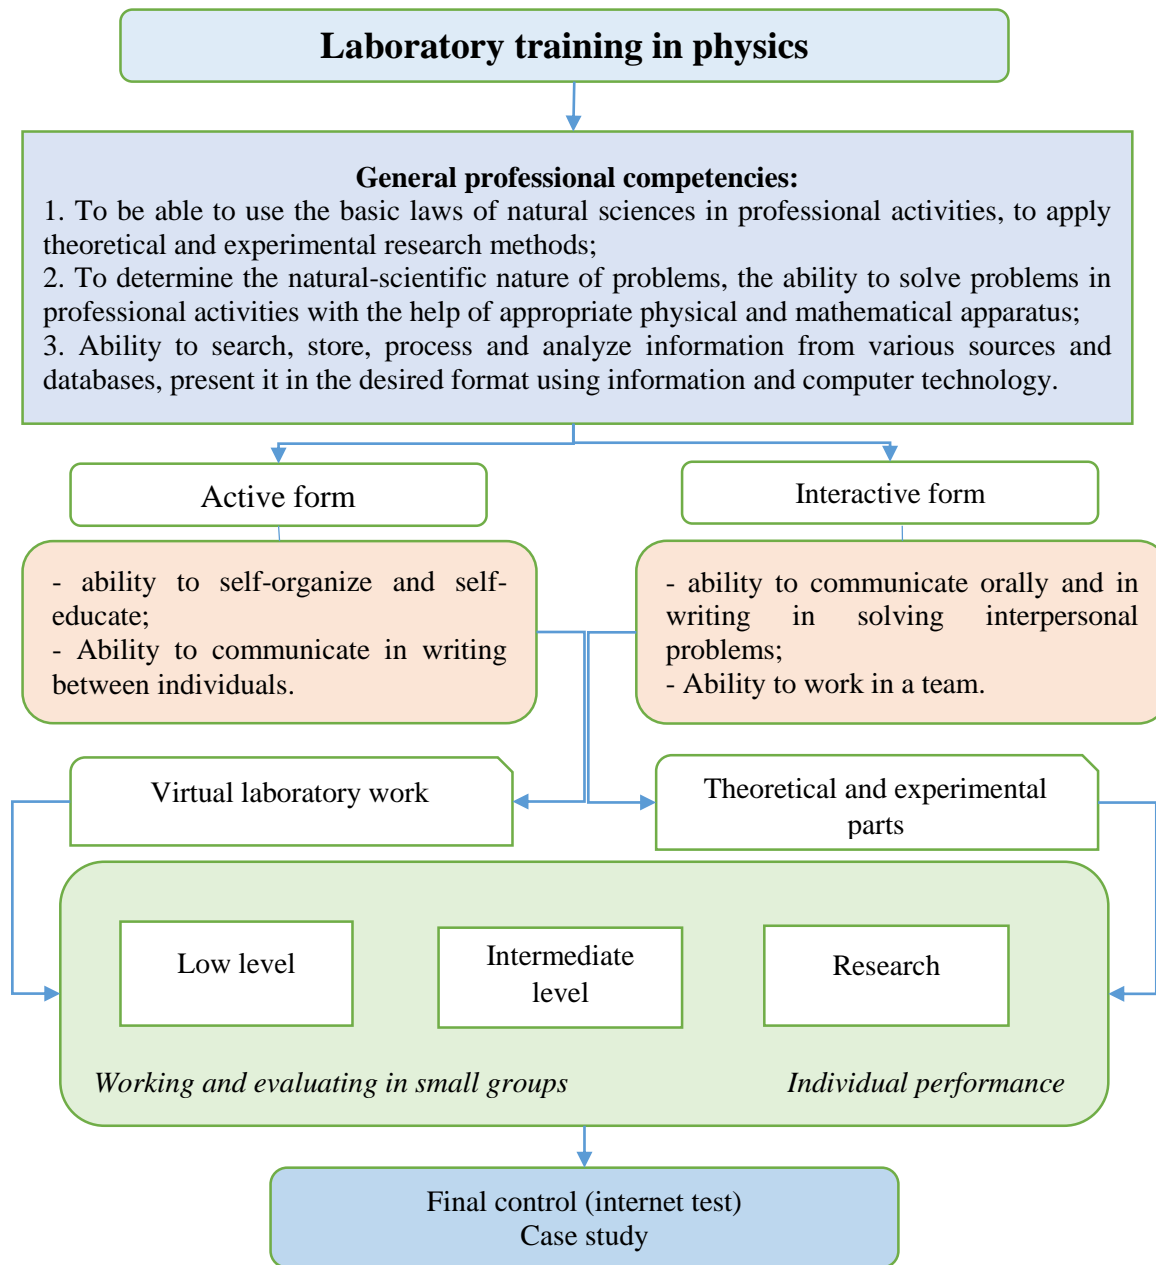 Laboratory training in physics
General professional competencies:
1. To be able to use the basic laws of natural sciences in professional activities, to apply
theoretical and experimental research methods;
2. To determine the natural-scientific nature of problems, the ability to solve problems in
professional activities with the help of appropriate physical and mathematical apparatus;
3. Ability to search, store, process and analyze information from various sources and
databases, present it in the desired format using information and computer technology.
Active form
Interactive form
- ability to self-organize and self-
educate;
- Ability to communicate in writing
between individuals.
- ability to communicate orally and in
writing in solving interpersonal
problems;
- Ability to work in a team.
Virtual laboratory work
Theoretical and experimental
parts
Low level
Intermediate
level
Research
Working and evaluating in small groups
Individual performance
Final control (internet test)
Case study